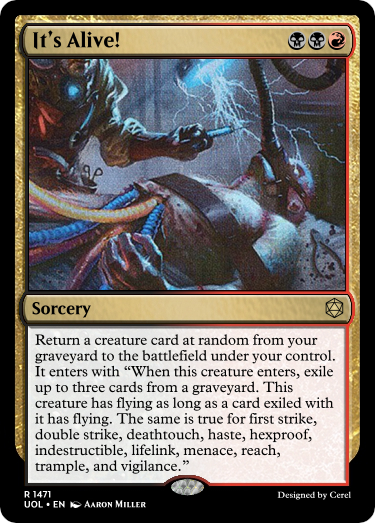 It's Alive!
Sorcery
Return a creature card at random from your
graveyard to the battlefield under your control.
It enters with “When this creature enters, exile
up to three cards from a graveyard. This
creature has flying as long as a card exiled with
it has flying. The same is true for first strike,
double strike, deathtouch, haste, hexproof,
indestructible, lifelink, menace, reach,
trample, and vigilance.”
R 1471
UOL • EN Aaron Miller
Designed by Cerel